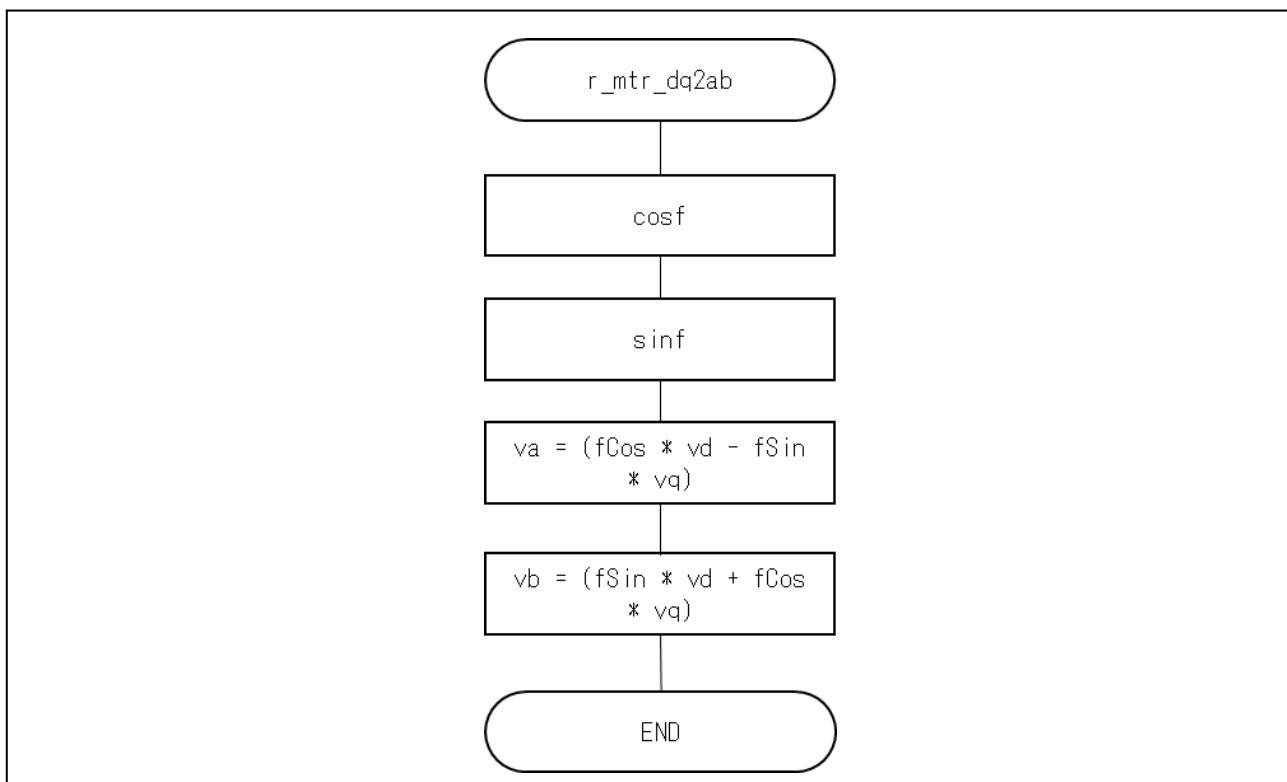 r_mtr_dq2ab
cosf
sinf
va = (fCos * vd - fSin
* vq)
vb = (fSin * vd + fCos
* vq)
END